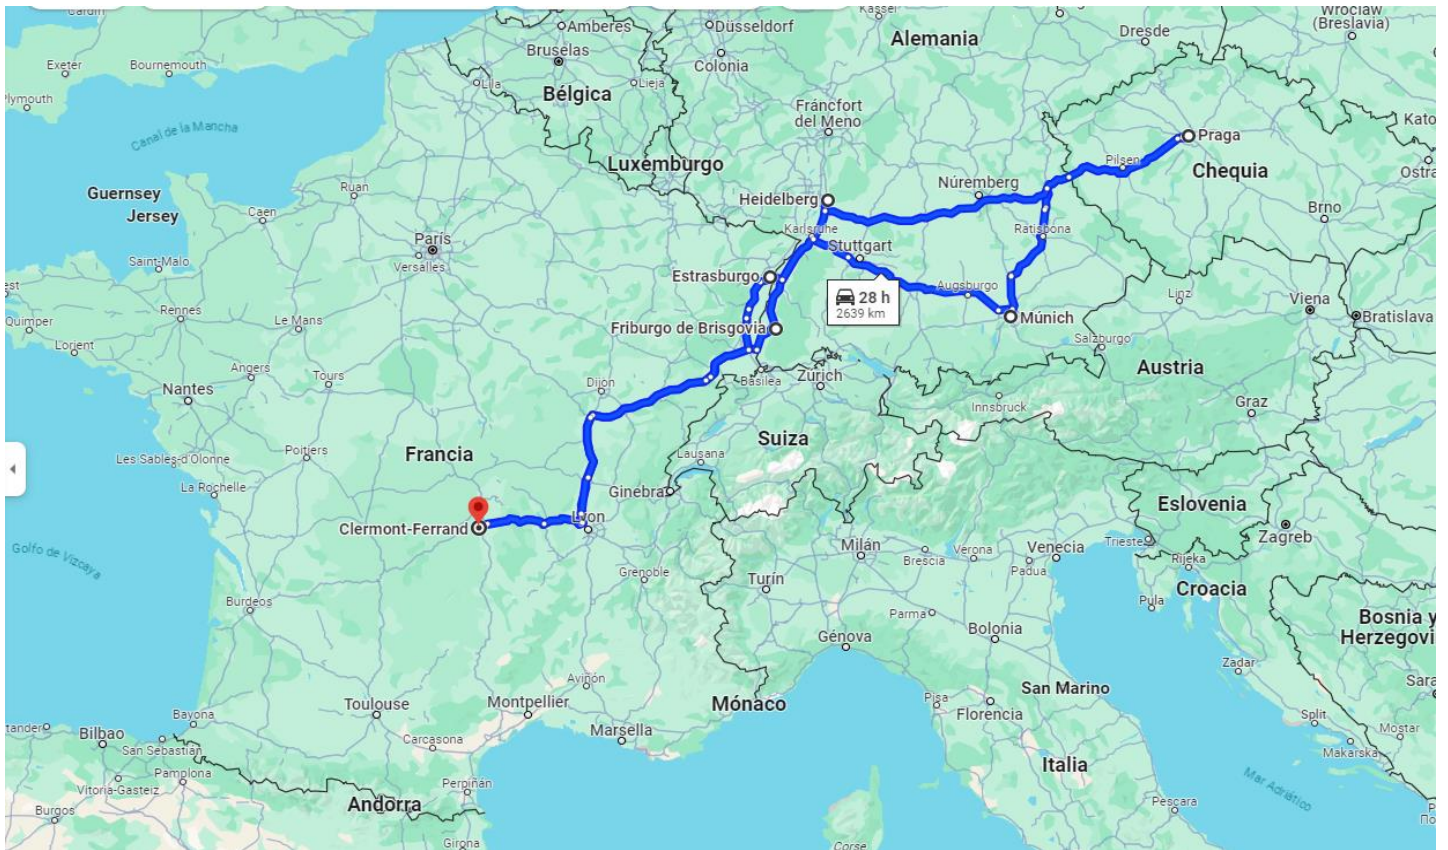 Cardiff
Kassel
Wrocław
(Breslavia)
Amberes
Düsseldorf
Alemania
Dresde
Exeter
Bournemouth
Bruselas
Colonia
Lila
Lieja
Plymouth
Bélgica
Fráncfort
del Meno
Canal de la Mancha
Kato
Praga
Luxemburgo
Pilsen
Chequia
Ostra
Guernsey
Jersey
Ruan
Núremberg
Heidelberg
Caen
Brno
París
Karlsruhe
Ratisbona
Versalles
Stuttgart
Saint-Malo
Estrasburgo
est
Augsburgo
28 h
2639 km
Linz
Viena
Rennes
Le Mans
Múnich
Bratislava
Quimper
Friburgo de Brisgovia
Lorient
Salzburgo
Angers
Tours
Dijon
Basilea
Zúrich
Austria
Nantes
Innsbruck
Graz
Poitiers
Francia
Suiza
Les Sables-d'Olonne
Lausana
La Rochelle
Ginebra
Eslovenia
Clermont-Ferrand
Lyon
Zagreb
Golfo de Vizcaya
Milán
Verona
Venecia
Trieste
Brescia
Padua
Rijeka
Grenoble
Turín
Croacia
Burdeos
Parma
Pula
Bolonia
Génova
Bosnia y
Herzegovi
Zadar
Aviñón
San Marino
Sara
Toulouse
Montpellier
Mónaco
Pisa
Florencia
Bayona
Split
tander
Bilbao
Marsella
Mostar
San Sebastián
Carcasona
Makarska
Pamplona
Italia
Vitoria-Gasteiz
Perpiñán
Mar Adriático
Andorra
Burgos
Pescara
Girona
Corse